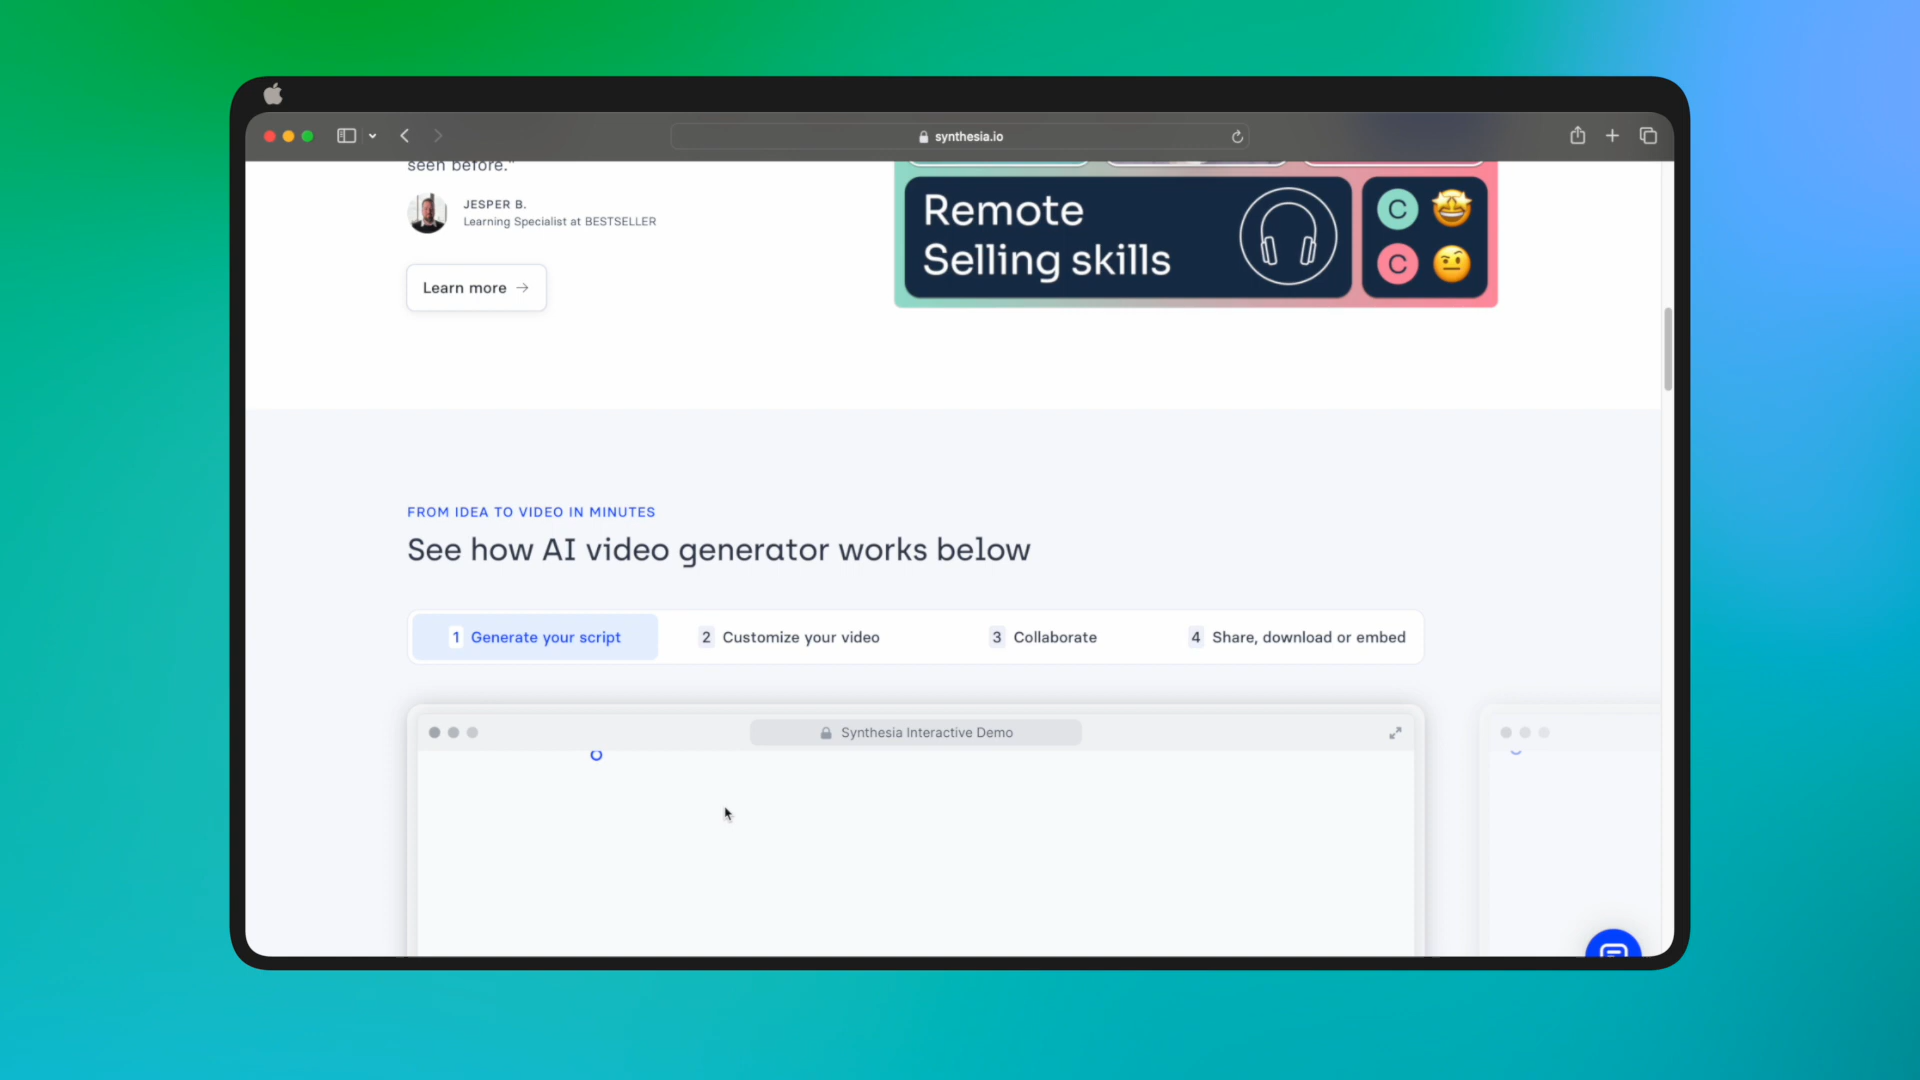 synthesia.io
seen before."
JESPER B.
Learning Specialist at BESTSELLER
Learn more →
Remote
Selling skills
C
C
FROM IDEA TO VIDEO IN MINUTES
See how AI video generator works below
1 Generate your script
2 Customize your video
3 Collaborate
4 Share, download or embed
Synthesia Interactive Demo